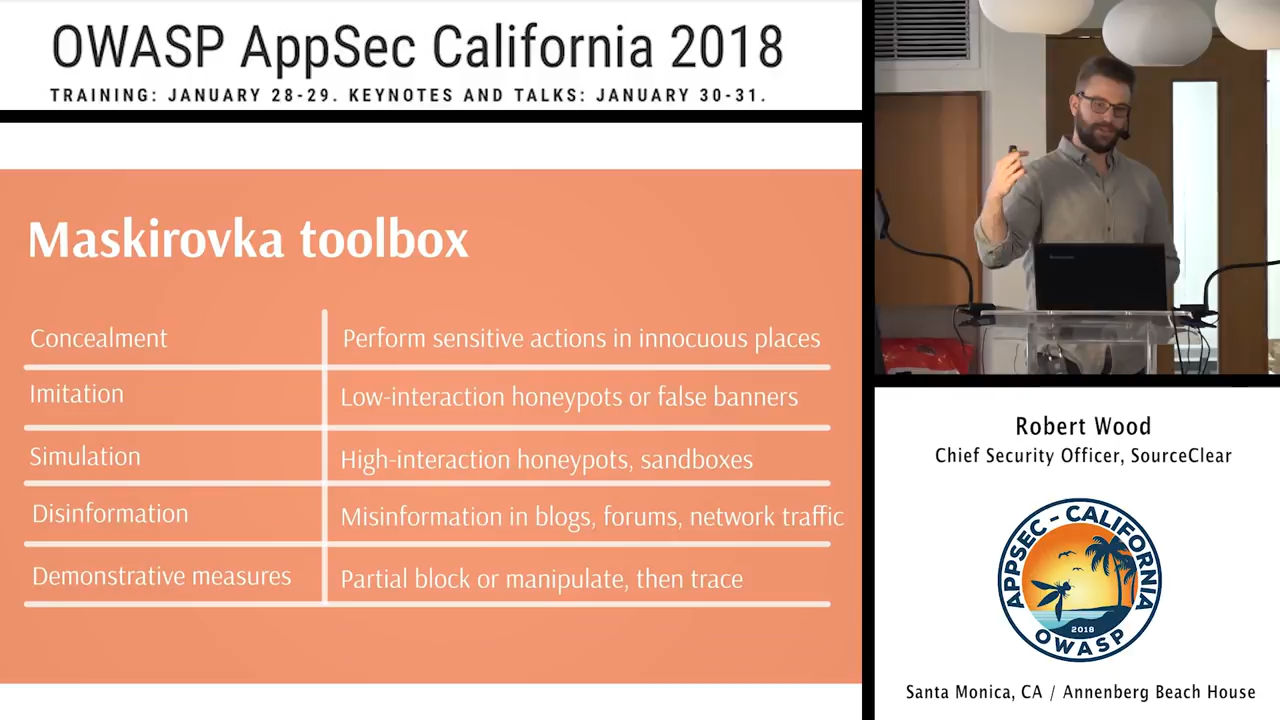 OWASP AppSec California 2018
TRAINING: JANUARY 28-29. KEYNOTES AND TALKS: JANUARY 30-31.
Maskirovka toolbox
Concealment
Perform sensitive actions in innocuous places
Imitation
Low-interaction honeypots or false banners
Simulation
High-interaction honeypots, sandboxes
Disinformation
Misinformation in blogs, forums, network traffic
Demonstrative measures
Partial block or manipulate, then trace
Robert Wood
Chief Security Officer, SourceClear
APPSEC - CALIFORNIA
2018
OWASP
Santa Monica, CA / Annenberg Beach House